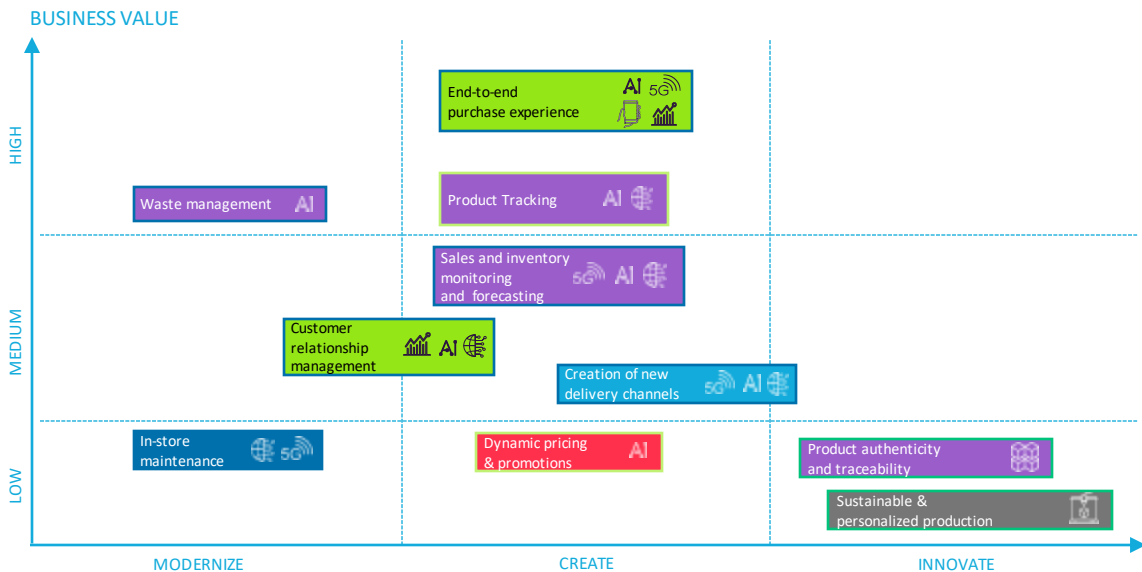 BUSINESS VALUE
HIGH
End-to-end
purchase experience
AI 5G
Waste management AI
Product Tracking AI
MEDIUM
Sales and inventory
monitoring
and forecasting
5G AI
Customer
relationship
management
AI
Creation of new
delivery channels
5G AI
LOW
In-store
maintenance
5G
Dynamic pricing
& promotions
AI
Product authenticity
and traceability
Sustainable &
personalized production
MODERNIZE
CREATE
INNOVATE